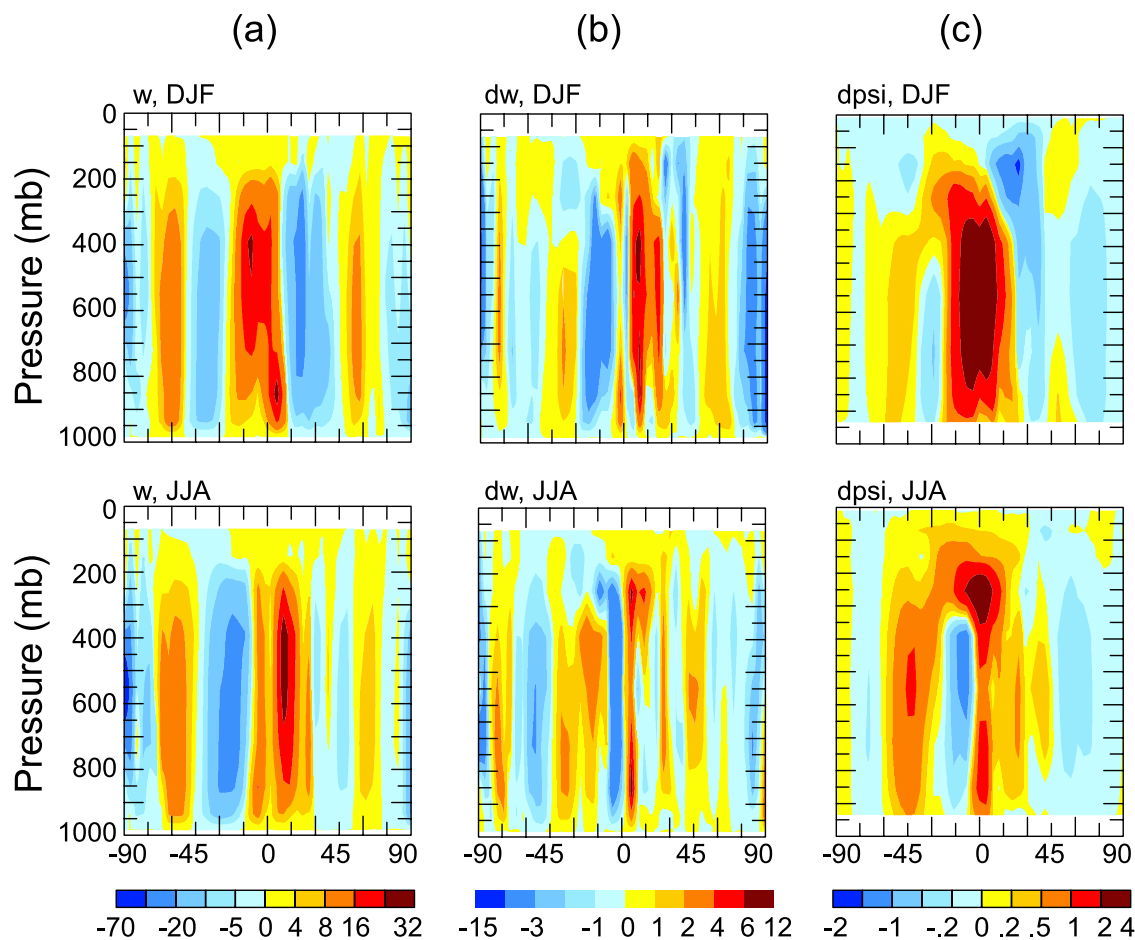 (a) (b) (c)
w, DJF dw, DJF dpsi, DJF
Pressure (mb)
0
200
400
600
800
1000
w, JJA dw, JJA dpsi, JJA
Pressure (mb)
0
200
400
600
800
1000
-90 -45 0 45 90 -90 -45 0 45 90 -90 -45 0 45 90
-70 -20 -5 0 4 8 16 32 -15 -3 -1 0 1 2 4 6 12 -2 -1 -.2 0 .2 .5 1 2 4